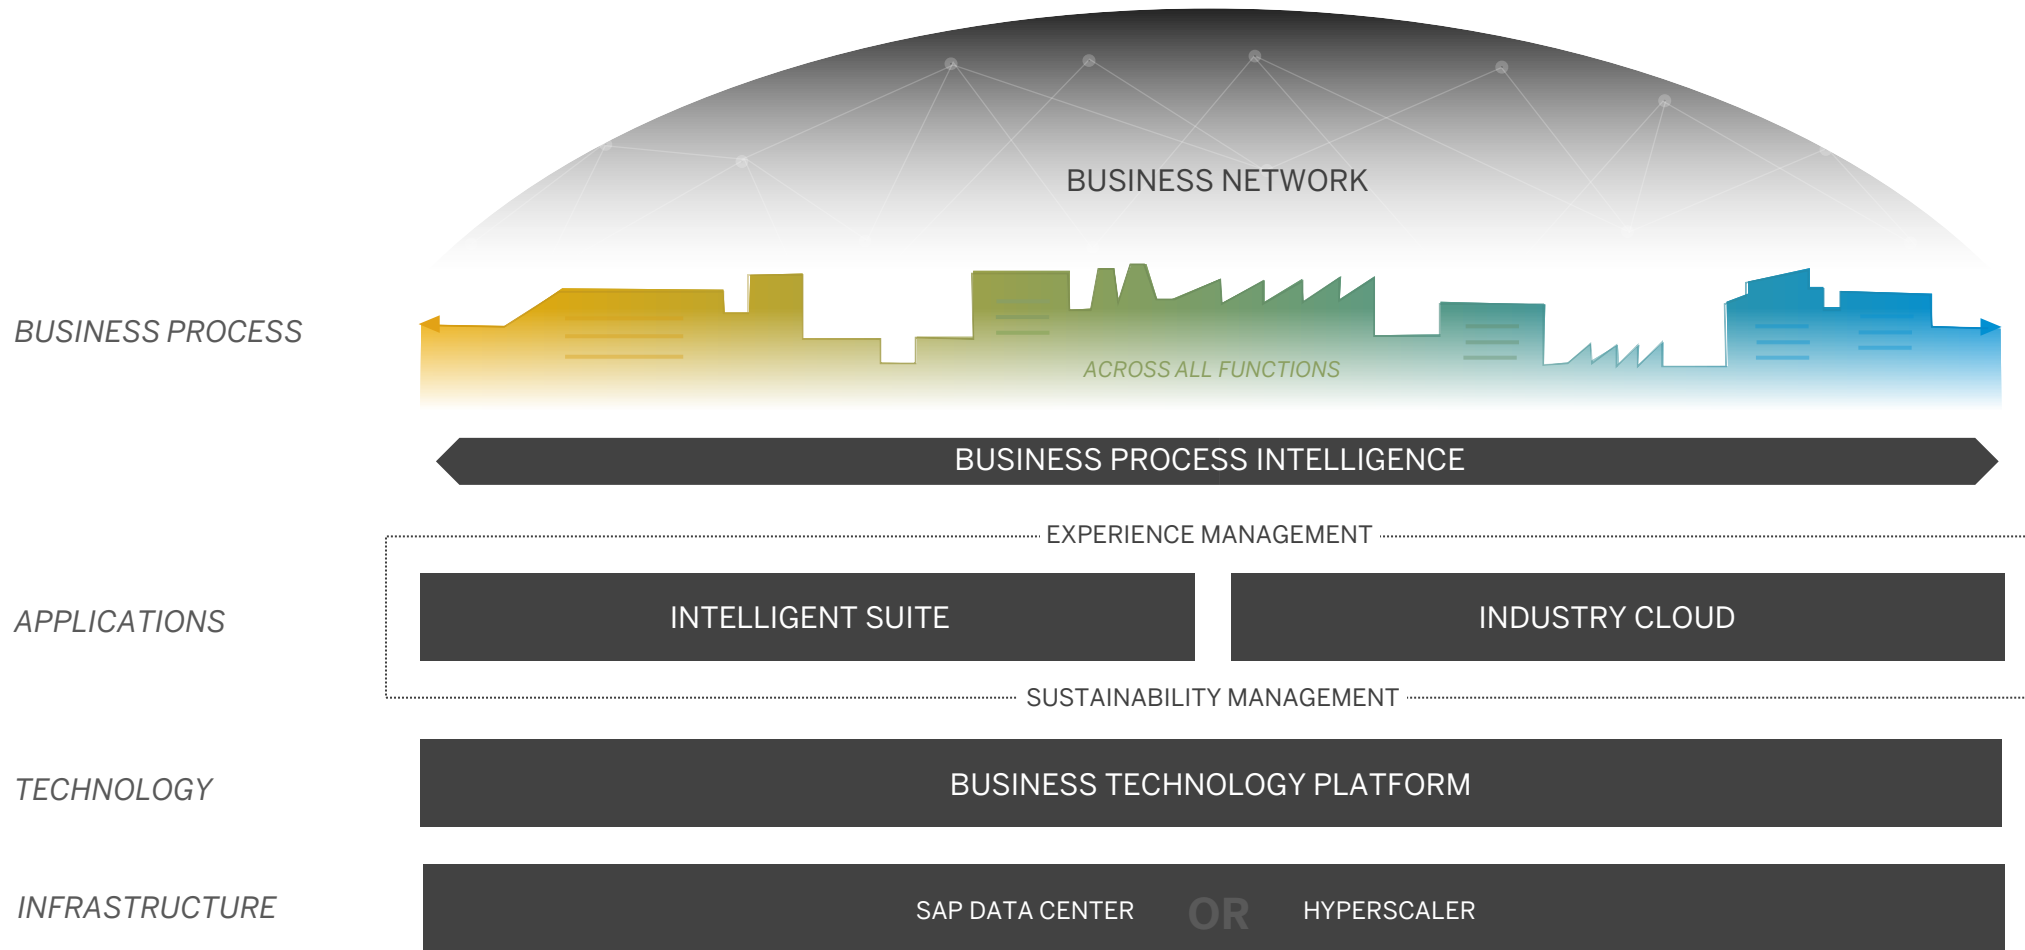 BUSINESS NETWORK
BUSINESS PROCESS
ACROSS ALL FUNCTIONS
BUSINESS PROCESS INTELLIGENCE
EXPERIENCE MANAGEMENT
APPLICATIONS
INTELLIGENT SUITE
INDUSTRY CLOUD
SUSTAINABILITY MANAGEMENT
TECHNOLOGY
BUSINESS TECHNOLOGY PLATFORM
INFRASTRUCTURE
SAP DATA CENTER OR HYPERSCALER